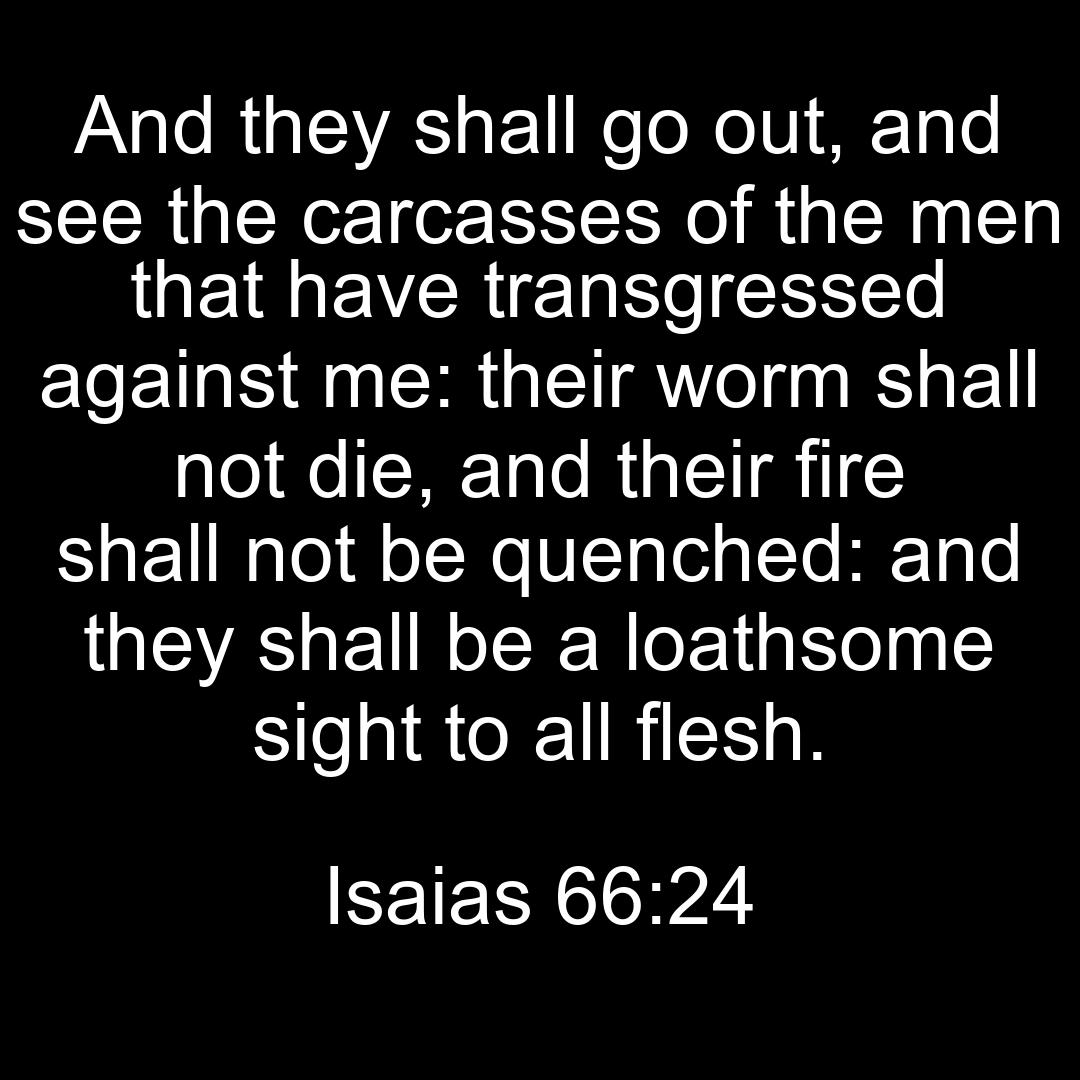 And they shall go out, and
see the carcasses of the men
that have transgressed
against me: their worm shall
not die, and their fire
shall not be quenched: and
they shall be a loathsome
sight to all flesh.
Isaias 66:24